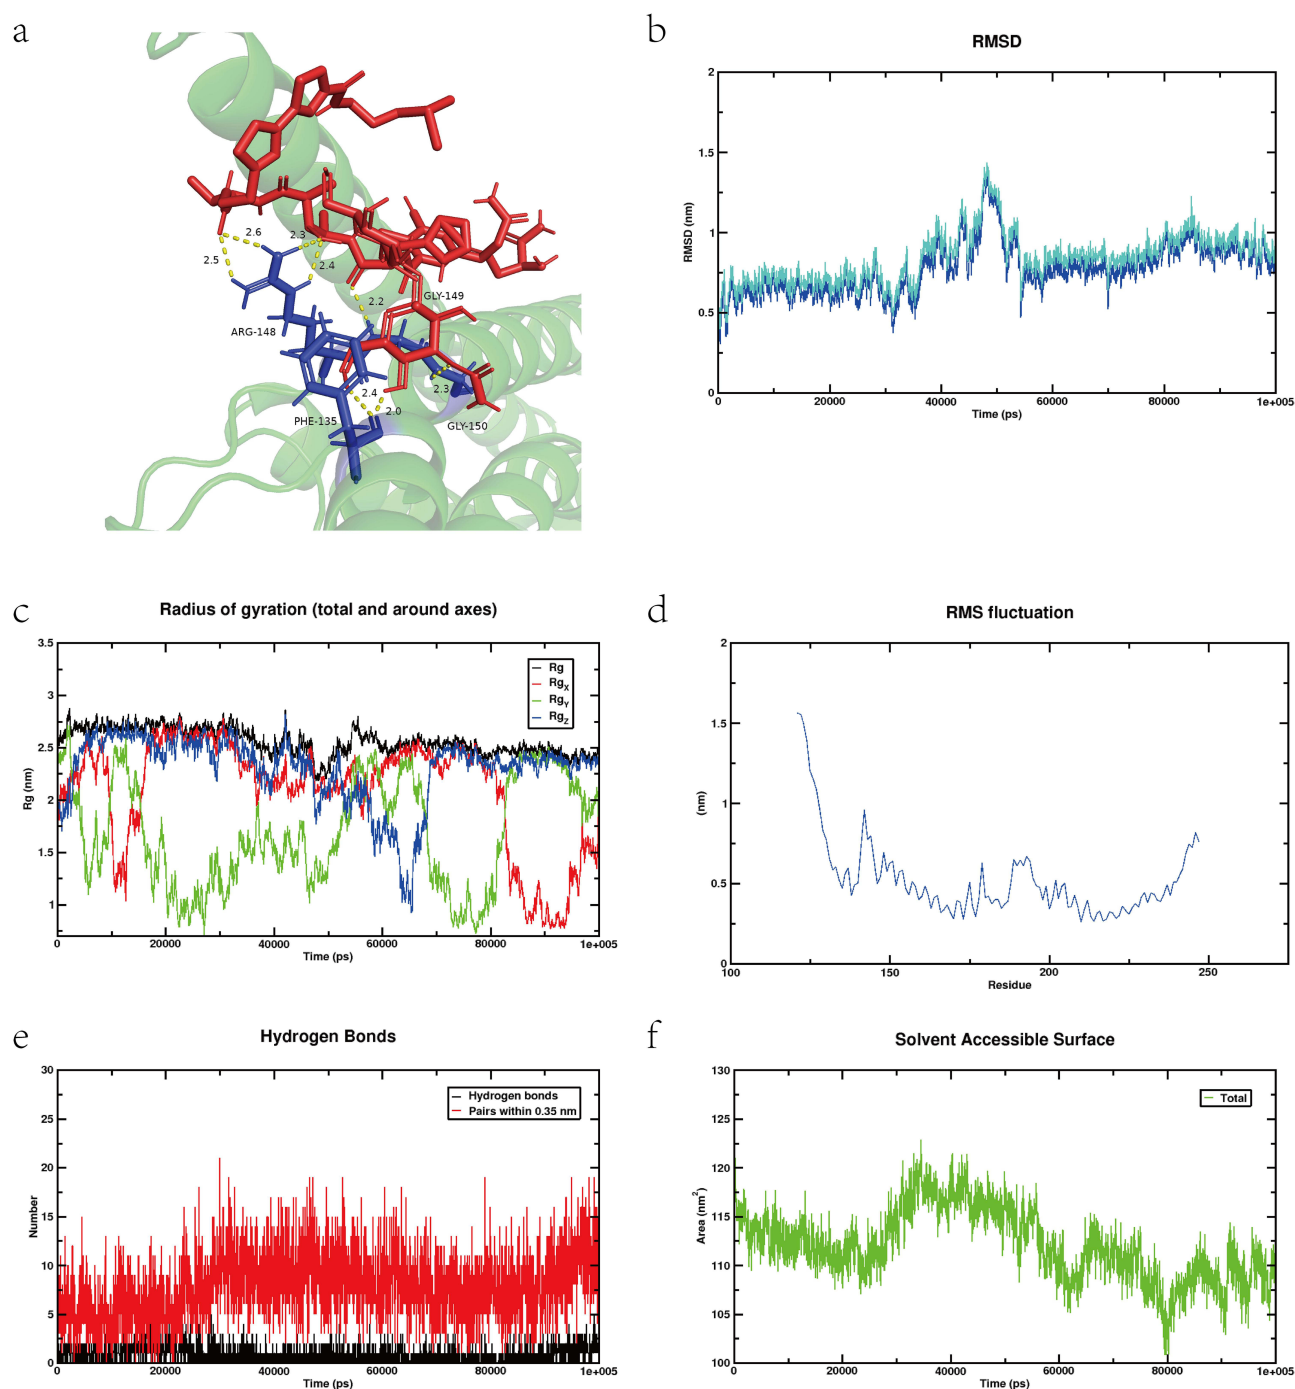 a
2.6
2.3
2.5
2.4
GLY-149
2.2
ARG-148
2.3
2.4
2.0
PHE-135
GLY-150
b
RMSD
2
1.5
1
0.5
0
RMSD (nm)
0
20000
40000
60000
80000
1e+005
Time (ps)
c
Radius of gyration (total and around axes)
3.5
3
2.5
2
1.5
1
Rg (nm)
Rg
RgX
RgY
RgZ
0
20000
40000
60000
80000
1e+005
Time (ps)
d
RMS fluctuation
2
1.5
1
0.5
0
(nm)
100
150
200
250
Residue
e
Hydrogen Bonds
30
25
20
15
10
5
0
Number
Hydrogen bonds
Pairs within 0.35 nm
0
20000
40000
60000
80000
1e+005
Time (ps)
f
Solvent Accessible Surface
130
125
120
115
110
105
100
Area (nm²)
Total
0
20000
40000
60000
80000
1e+005
Time (ps)